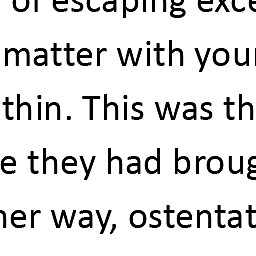 of escaping exce
matter with your
thin. This was th
e they had broug
ner way, ostentat